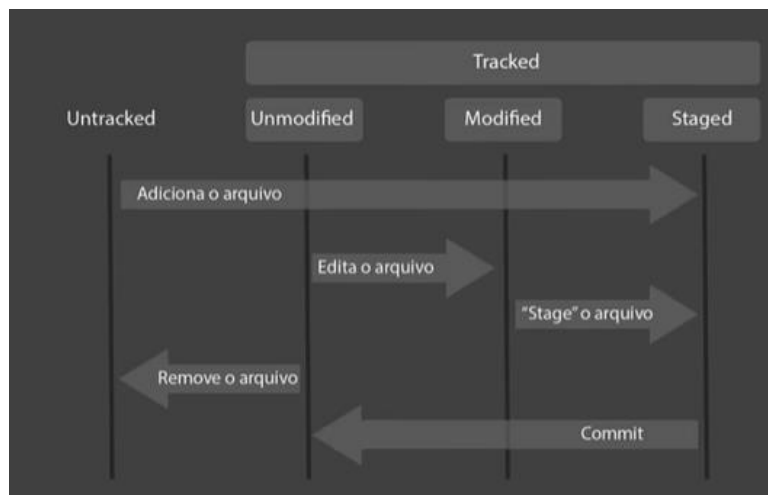 Tracked
Untracked
Unmodified
Modified
Staged
Adiciona o arquivo
Edita o arquivo
“Stage” o arquivo
Remove o arquivo
Commit